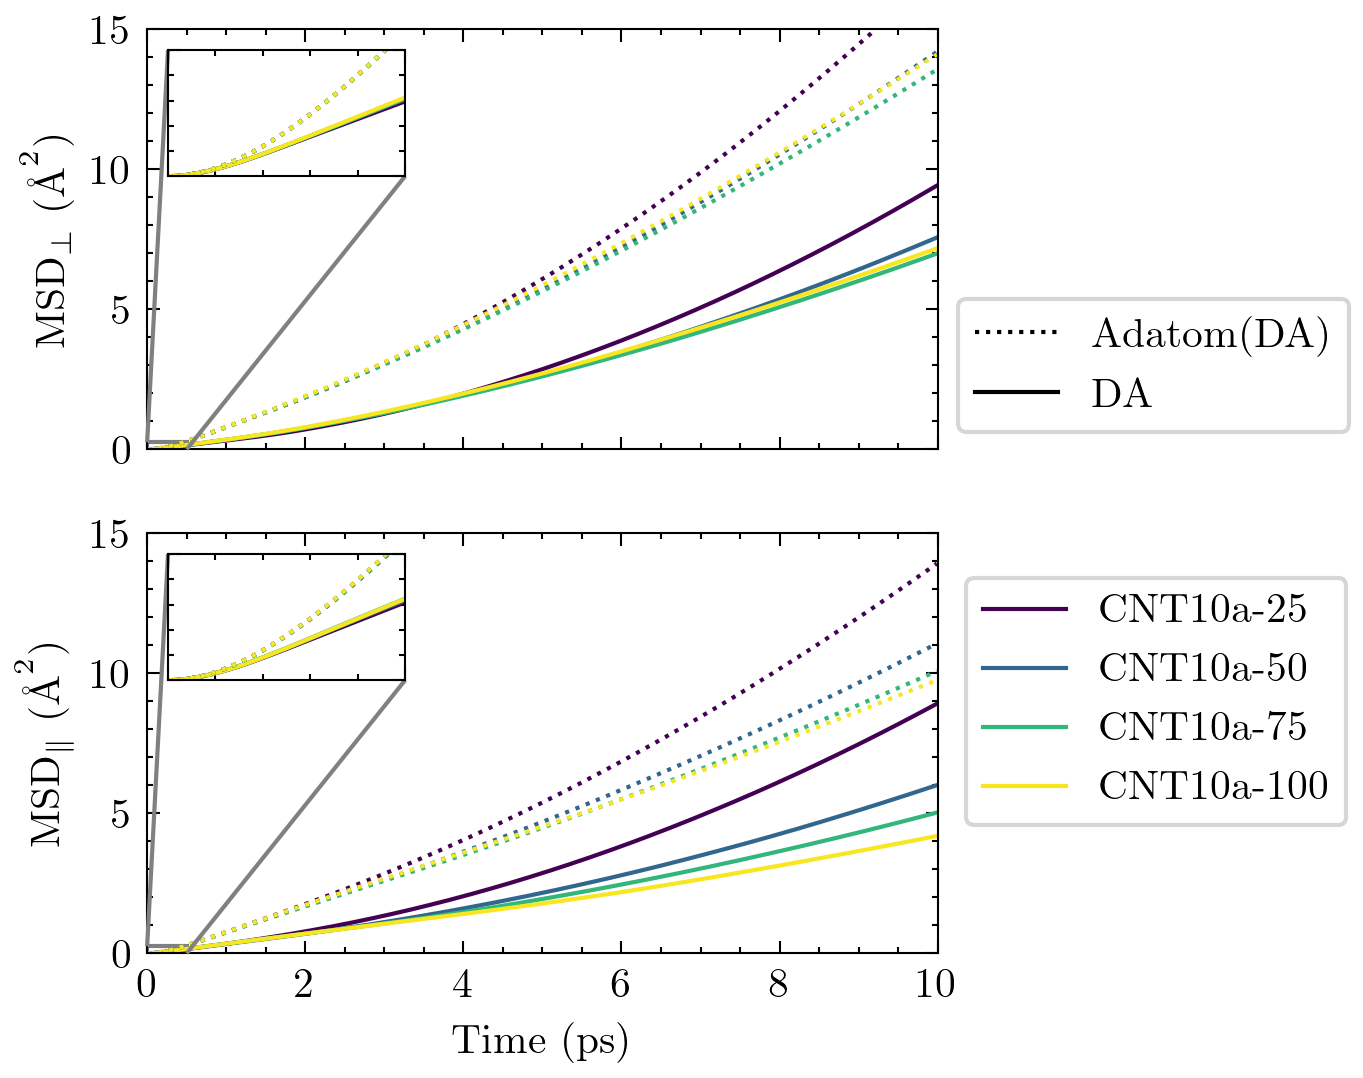 15
10
5
0
MSD⊥ (Å²)
Adatom(DA)
DA
15
10
5
0
MSD∥ (Å²)
0 2 4 6 8 10
Time (ps)
CNT10a-25
CNT10a-50
CNT10a-75
CNT10a-100